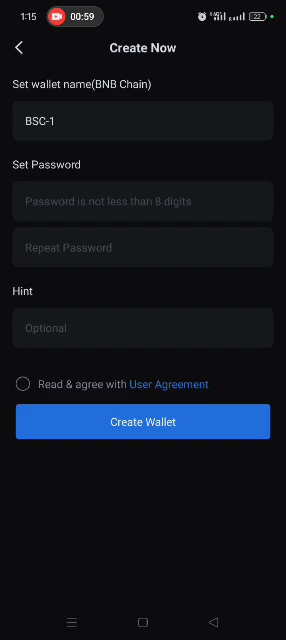 1:15 00:59 22
Create Now
Set wallet name(BNB Chain)
BSC-1
Set Password
Password is not less than 8 digits
Repeat Password
Hint
Optional
Read & agree with User Agreement
Create Wallet